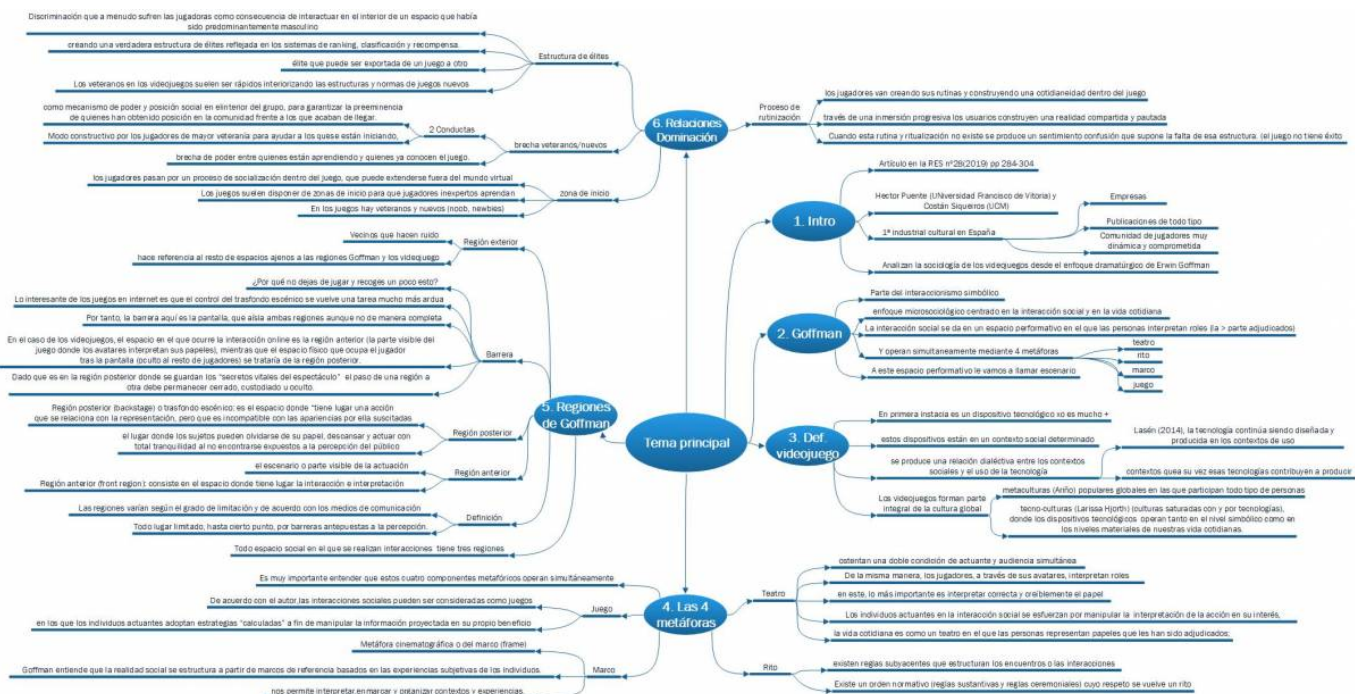 Tema principal
1. Intro
Artículo en la RES nº28(2019) pp 284-304
Hector Puente (UNiversidad Francisco de Vitoria) y
Costán Siqueiros (UCM)
1ª industrial cultural en España
Empresas
Publicaciones de todo tipo
Comunidad de jugadores muy
dinámica y comprometida
Analizan la sociología de los videojuegos desde el enfoque dramatúrgico de Erwin Goffman
2. Goffman
Parte del interaccionismo simbólico
enfoque microsociológico centrado en la interacción social y en la vida cotidiana
La interacción social se da en un espacio performativo en el que las personas interpretan roles (la > parte adjudicados)
Y operan simultaneamente mediante 4 metáforas
teatro
rito
marco
juego
A este espacio performativo le vamos a llamar escenario
3. Def.
videojuego
En primera instacia es un dispositivo tecnológico xo es mucho +
estos dispositivos están en un contexto social determinado
se produce una relación dialéctiva entre los contextos
sociales y el uso de la tecnología
Lasén (2014), la tecnología continúa siendo diseñada y
producida en los contextos de uso
contextos quea su vez esas tecnologías contribuyen a producir
Los videojuegos forman parte
integral de la cultura global
metaculturas (Ariño) populares globales en las que participan todo tipo de personas
tecno-culturas (Larissa Hjorth) (culturas saturadas con y por tecnologías),
donde los dispositivos tecnológicos operan tanto en el nivel simbólico como en
los niveles materiales de nuestras vida cotidianas.
4. Las 4
metáforas
Teatro
ostentan una doble condición de actuante y audiencia simultánea
De la misma manera, los jugadores, a través de sus avatares, interpretan roles
en este, lo más importante es interpretar correcta y creíblemente el papel
Los individuos actuantes en la interacción social se esfuerzan por manipular la interpretación de la acción en su interés,
la vida cotidiana es como un teatro en el que las personas representan papeles que les han sido adjudicados;
Rito
existen reglas subyacentes que estructuran los encuentros o las interacciones
Existe un orden normativo (reglas sustantivas y reglas ceremoniales) cuyo respeto se vuelve un rito
Es muy importante entender que estos cuatro componentes metafóricos operan simultáneamente
Juego
De acuerdo con el autor,las interacciones sociales pueden ser consideradas como juegos
en los que los individuos actuantes adoptan estrategias "calculadas" a fin de manipular la información proyectada en su propio beneficio
Marco
Metáfora cinematográfica o del marco (frame)
Goffman entiende que la realidad social se estructura a partir de marcos de referencia basados en las experiencias subjetivas de los individuos.
nos permite interpretar,enmarcar y organizar contextos y experiencias.
5. Regiones
de Goffman
Región exterior
Vecinos que hacen ruido
hace referencia al resto de espacios ajenos a las regiones Goffman y los videojuego
Barrera
¿Por qué no dejas de jugar y recoges un poco esto?
Lo interesante de los juegos en internet es que el control del trasfondo escénico se vuelve una tarea mucho más ardua
Por tanto, la barrera aquí es la pantalla, que aísla ambas regiones aunque no de manera completa
En el caso de los videojuegos, el espacio en el que ocurre la interacción online es la región anterior (la parte visible del
juego donde los avatares interpretan sus papeles), mientras que el espacio físico que ocupa el jugador
tras la pantalla (oculto al resto de jugadores) se trataría de la región posterior.
Dado que es en la región posterior donde se guardan los "secretos vitales del espectáculo" el paso de una región a
otra debe permanecer cerrado, custodiado u oculto.
Región posterior
Región posterior (backstage) o trasfondo escénico: es el espacio donde "tiene lugar una acción
que se relaciona con la representación, pero que es incompatible con las apariencias por ella suscitadas
el lugar donde los sujetos pueden olvidarse de su papel, descansar y actuar con
total tranquilidad al no encontrarse expuestos a la percepción del público
Región anterior
el escenario o parte visible de la actuación
Región anterior (front region): consiste en el espacio donde tiene lugar la interacción e interpretación
Definición
Las regiones varían según el grado de limitación y de acuerdo con los medios de comunicación
Todo lugar limitado, hasta cierto punto, por barreras antepuestas a la percepción.
Todo espacio social en el que se realizan interacciones tiene tres regiones
6. Relaciones
Dominación
Estructura de élites
Discriminación que a menudo sufren las jugadoras como consecuencia de interactuar en el interior de un espacio que había
sido predominantemente masculino
creando una verdadera estructura de élites reflejada en los sistemas de ranking, clasificación y recompensa.
élite que puede ser exportada de un juego a otro
Los veteranos en los videojuegos suelen ser rápidos interiorizando las estructuras y normas de juegos nuevos
brecha veteranos/nuevos
2 Conductas
como mecanismo de poder y posición social en elinterior del grupo, para garantizar la preeminencia
de quienes han obtenido posición en la comunidad frente a los que acaban de llegar.
Modo constructivo por los jugadores de mayor veteranía para ayudar a los quese están iniciando,
brecha de poder entre quienes están aprendiendo y quienes ya conocen el juego.
zona de inicio
los jugadores pasan por un proceso de socialización dentro del juego, que puede extenderse fuera del mundo virtual
Los juegos suelen disponer de zonas de inicio para que jugadores inexpertos aprendan
En los juegos hay veteranos y nuevos (noob, newbies)
Proceso de
rutinización
los jugadores van creando sus rutinas y construyendo una cotidianeidad dentro del juego
través de una inmersión progresiva los usuarios construyen una realidad compartida y pautada
Cuando esta rutina y ritualización no existe se produce un sentimiento confusión que supone la falta de esa estructura. (el juego no tiene éxito